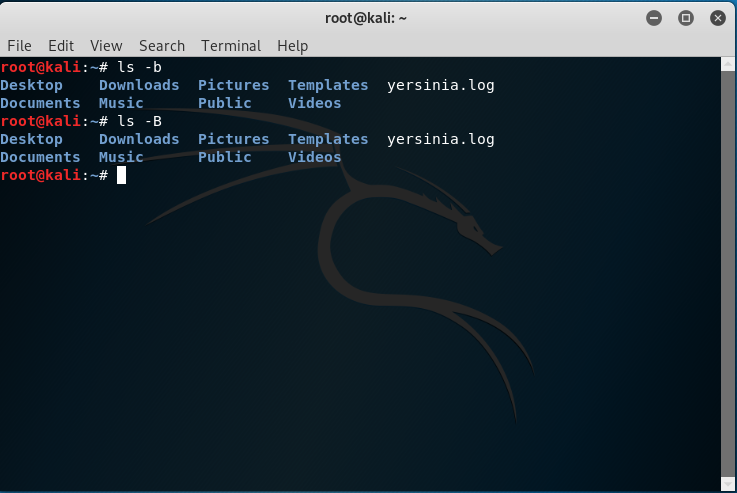 root@kali: ~
File Edit View Search Terminal Help
root@kali:~# ls -b
Desktop Downloads Pictures Templates yersinia.log
Documents Music Public Videos
root@kali:~# ls -B
Desktop Downloads Pictures Templates yersinia.log
Documents Music Public Videos
root@kali:~#